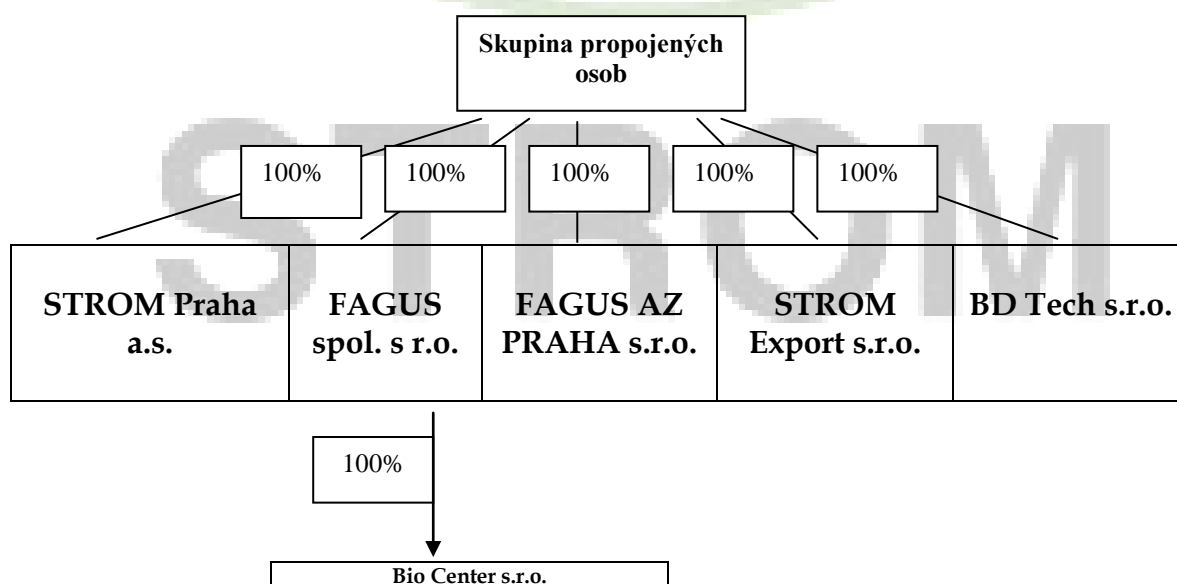 Skupina propojených
osob
STROM
100%
100%
100%
100%
100%
STROM Praha
a.s.
FAGUS
spol. s r.o.
FAGUS AZ
PRAHA s.r.o.
STROM
Export s.r.o.
BD Tech s.r.o.
100%
Bio Center s.r.o.